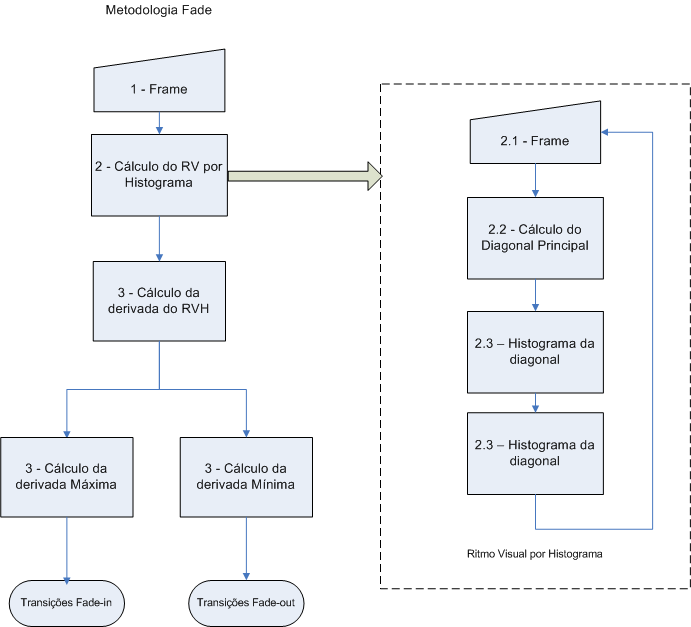 Metodologia Fade
1 - Frame
2 - Cálculo do RV por
Histograma
3 - Cálculo da
derivada do RVH
3 - Cálculo da
derivada Máxima
3 - Cálculo da
derivada Mínima
Transições Fade-in
Transições Fade-out
2.1 - Frame
2.2 - Cálculo do
Diagonal Principal
2.3 – Histograma da
diagonal
2.3 – Histograma da
diagonal
Ritmo Visual por Histograma